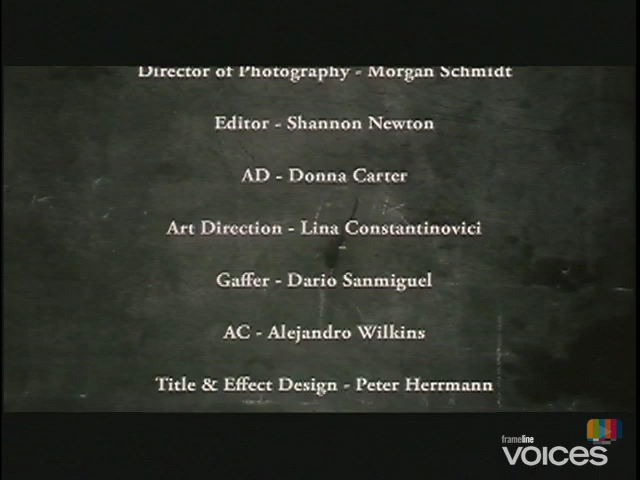 Director of Photography - Morgan Schmidt
Editor - Shannon Newton
AD - Donna Carter
Art Direction - Lina Constantinovici
Gaffer - Dario Sanmiguel
AC - Alejandro Wilkins
Title & Effect Design - Peter Herrmann
frameline
VOICES